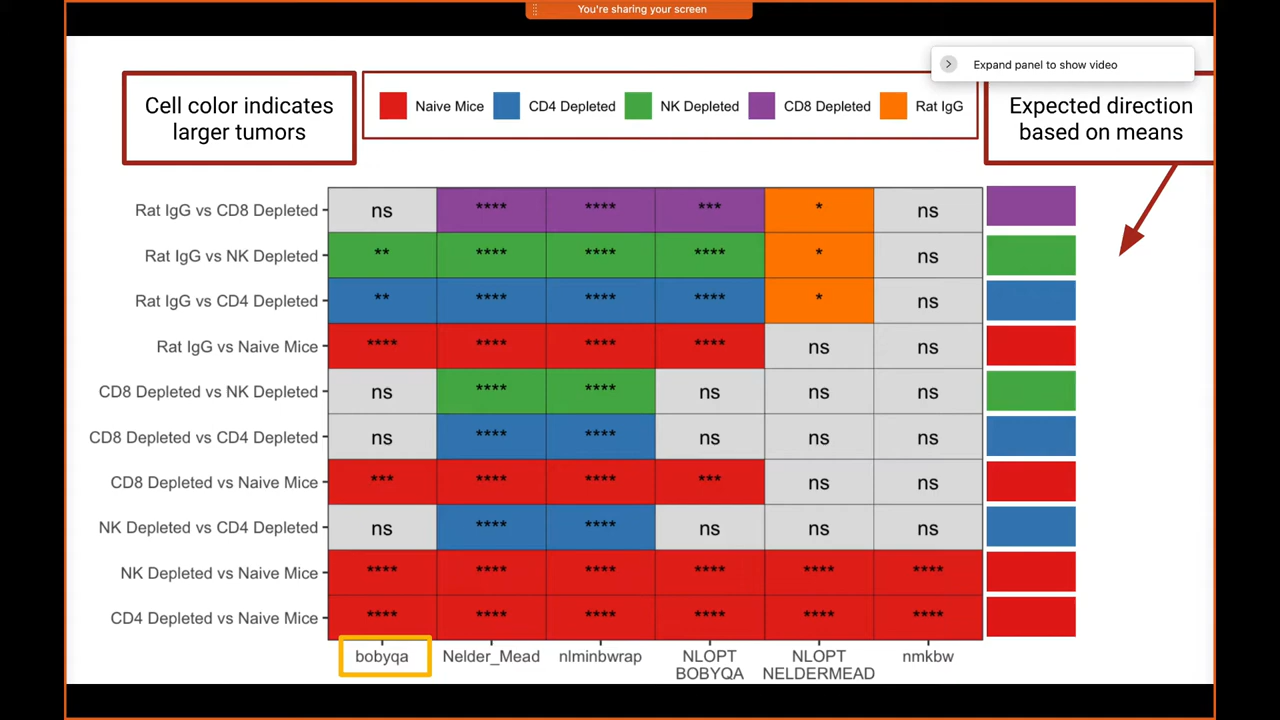 You're sharing your screen
Expand panel to show video
Cell color indicates
larger tumors
Naive Mice CD4 Depleted NK Depleted CD8 Depleted Rat IgG
Expected direction
based on means
Rat IgG vs CD8 Depleted ns **** **** *** * ns
Rat IgG vs NK Depleted ** **** **** **** * ns
Rat IgG vs CD4 Depleted ** **** **** **** * ns
Rat IgG vs Naive Mice **** **** **** **** ns ns
CD8 Depleted vs NK Depleted ns **** **** ns ns ns
CD8 Depleted vs CD4 Depleted ns **** **** ns ns ns
CD8 Depleted vs Naive Mice *** **** **** *** ns ns
NK Depleted vs CD4 Depleted ns **** **** ns ns ns
NK Depleted vs Naive Mice **** **** **** **** **** ****
CD4 Depleted vs Naive Mice **** **** **** **** **** ****
bobyqa Nelder_Mead nlminbwrap NLOPT NLOPT nmkbw
BOBYQA NELDERMEAD